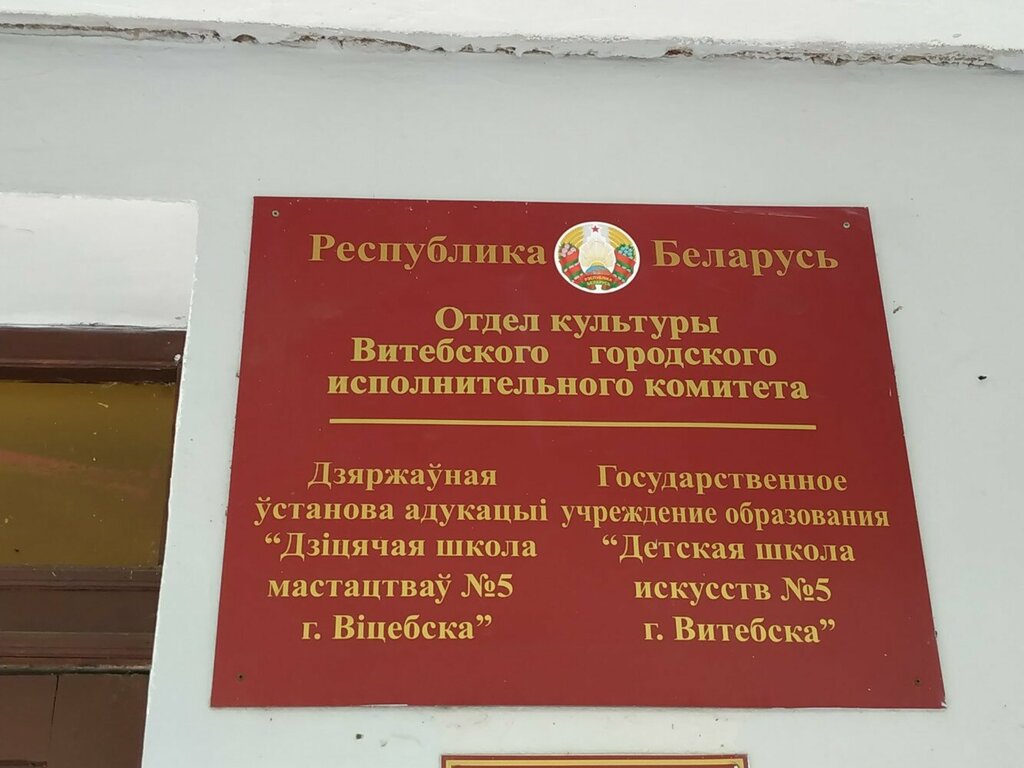 Республика Беларусь
Отдел культуры
Витебского городского
исполнительного комитета
Дзяржаўная
ўстанова адукацыі
“Дзіцячая школа
мастацтваў №5
г. Віцебска”
Государственное
учреждение образования
“Детская школа
искусств №5
г. Витебска”